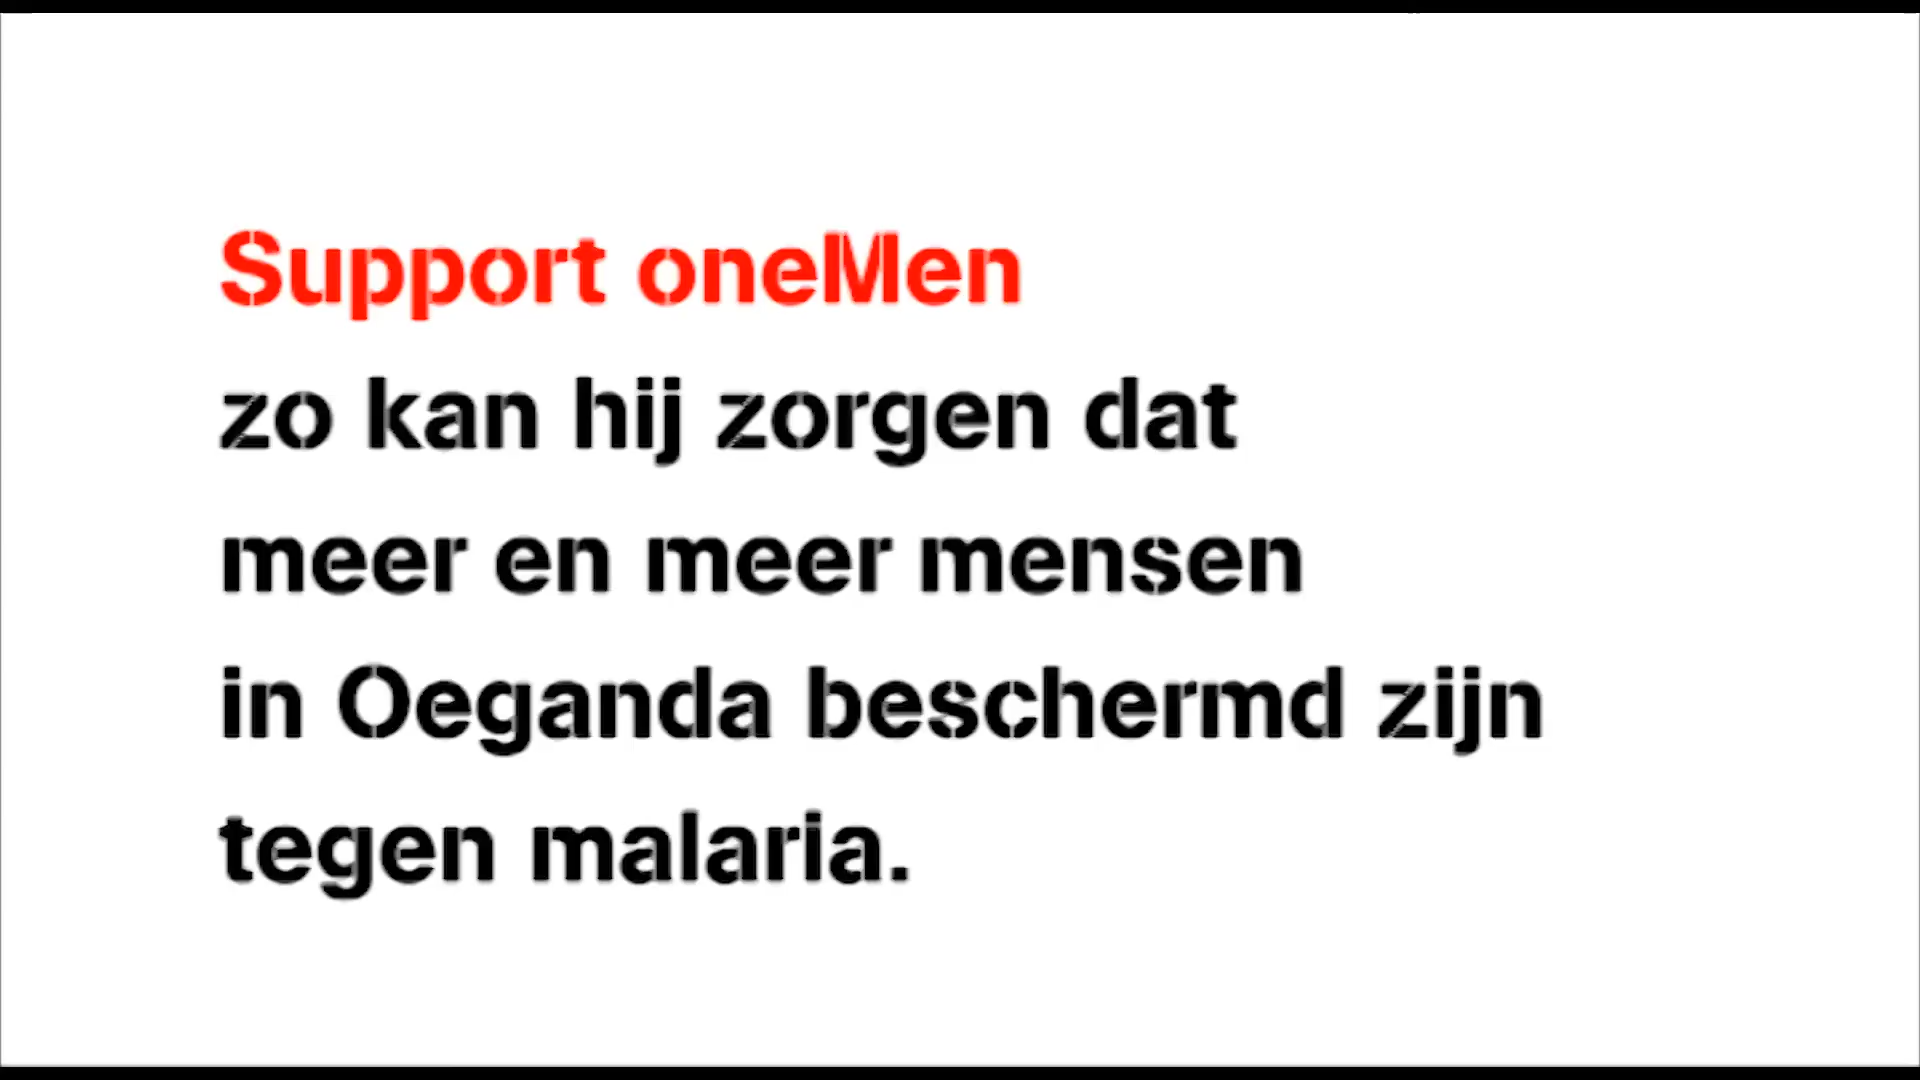 Support oneMen
zo kan hij zorgen dat
meer en meer mensen
in Oeganda beschermd zijn
tegen malaria.